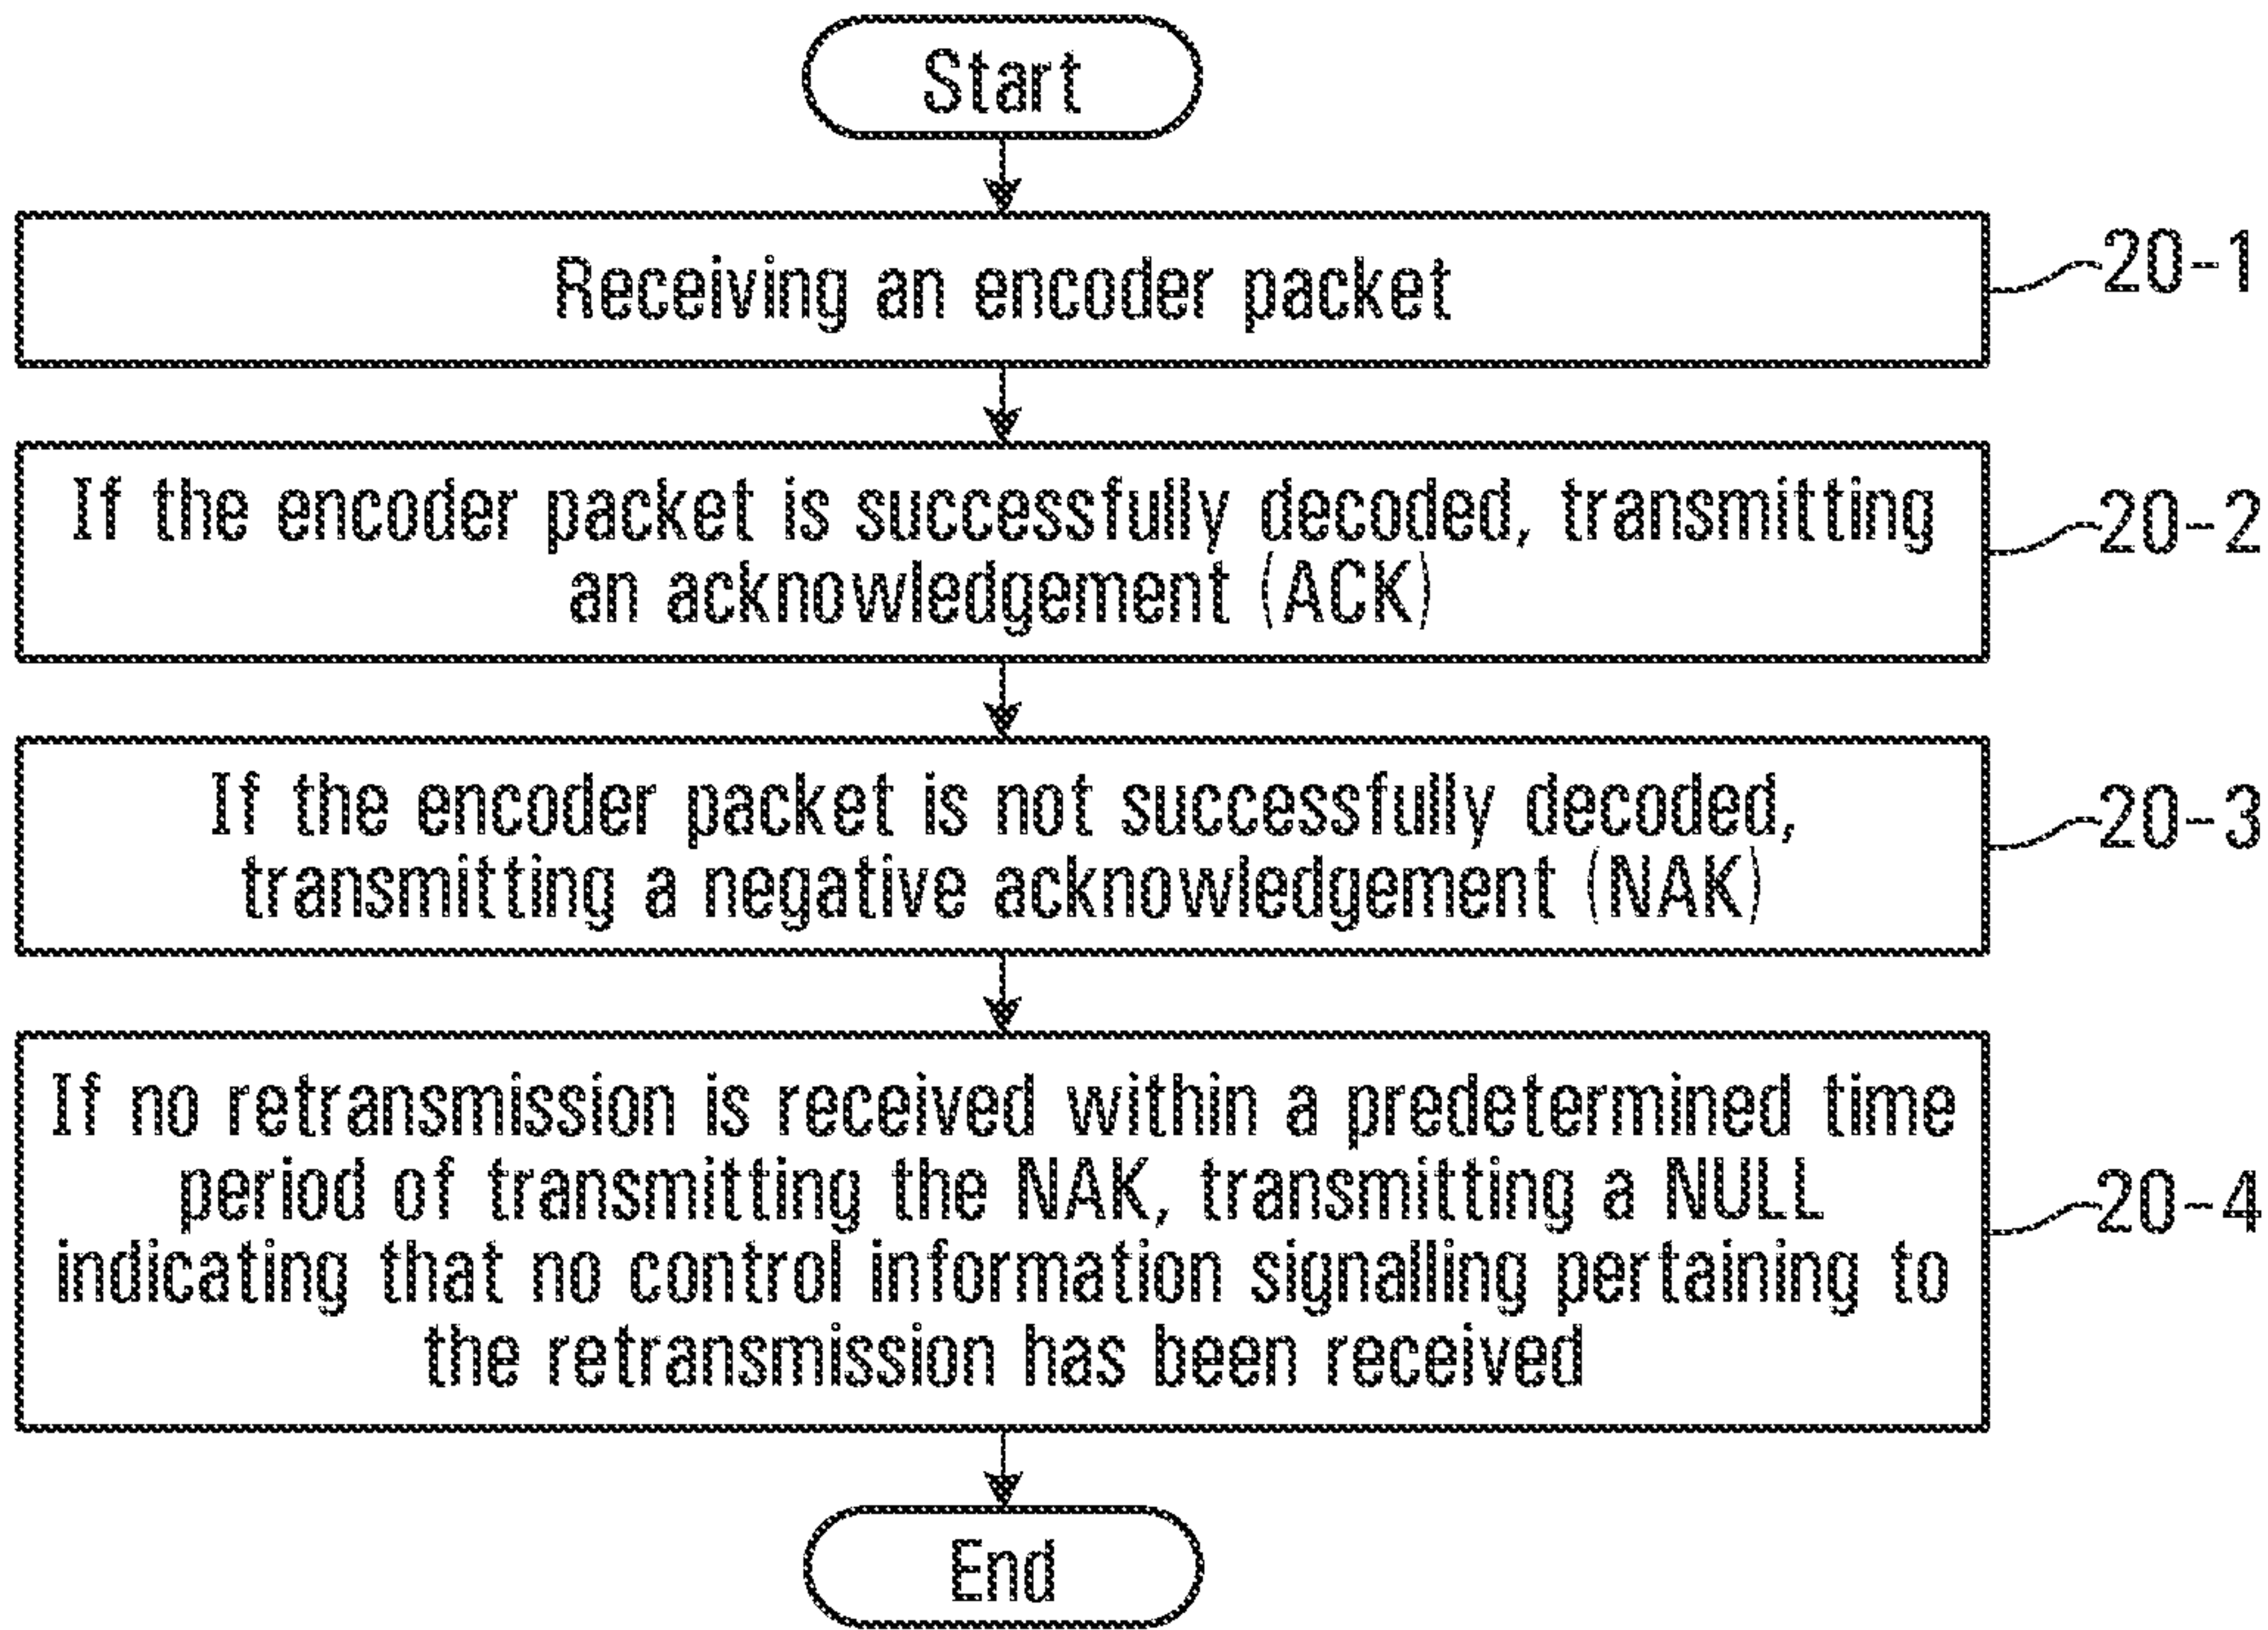 Start
Receiving an encoder packet
20-1
If the encoder packet is successfully decoded, transmitting
an acknowledgement (ACK)
20-2
If the encoder packet is not successfully decoded,
transmitting a negative acknowledgement (NAK)
20-3
If no retransmission is received within a predetermined time
period of transmitting the NAK, transmitting a NULL
indicating that no control information signalling pertaining to
the retransmission has been received
20-4
End